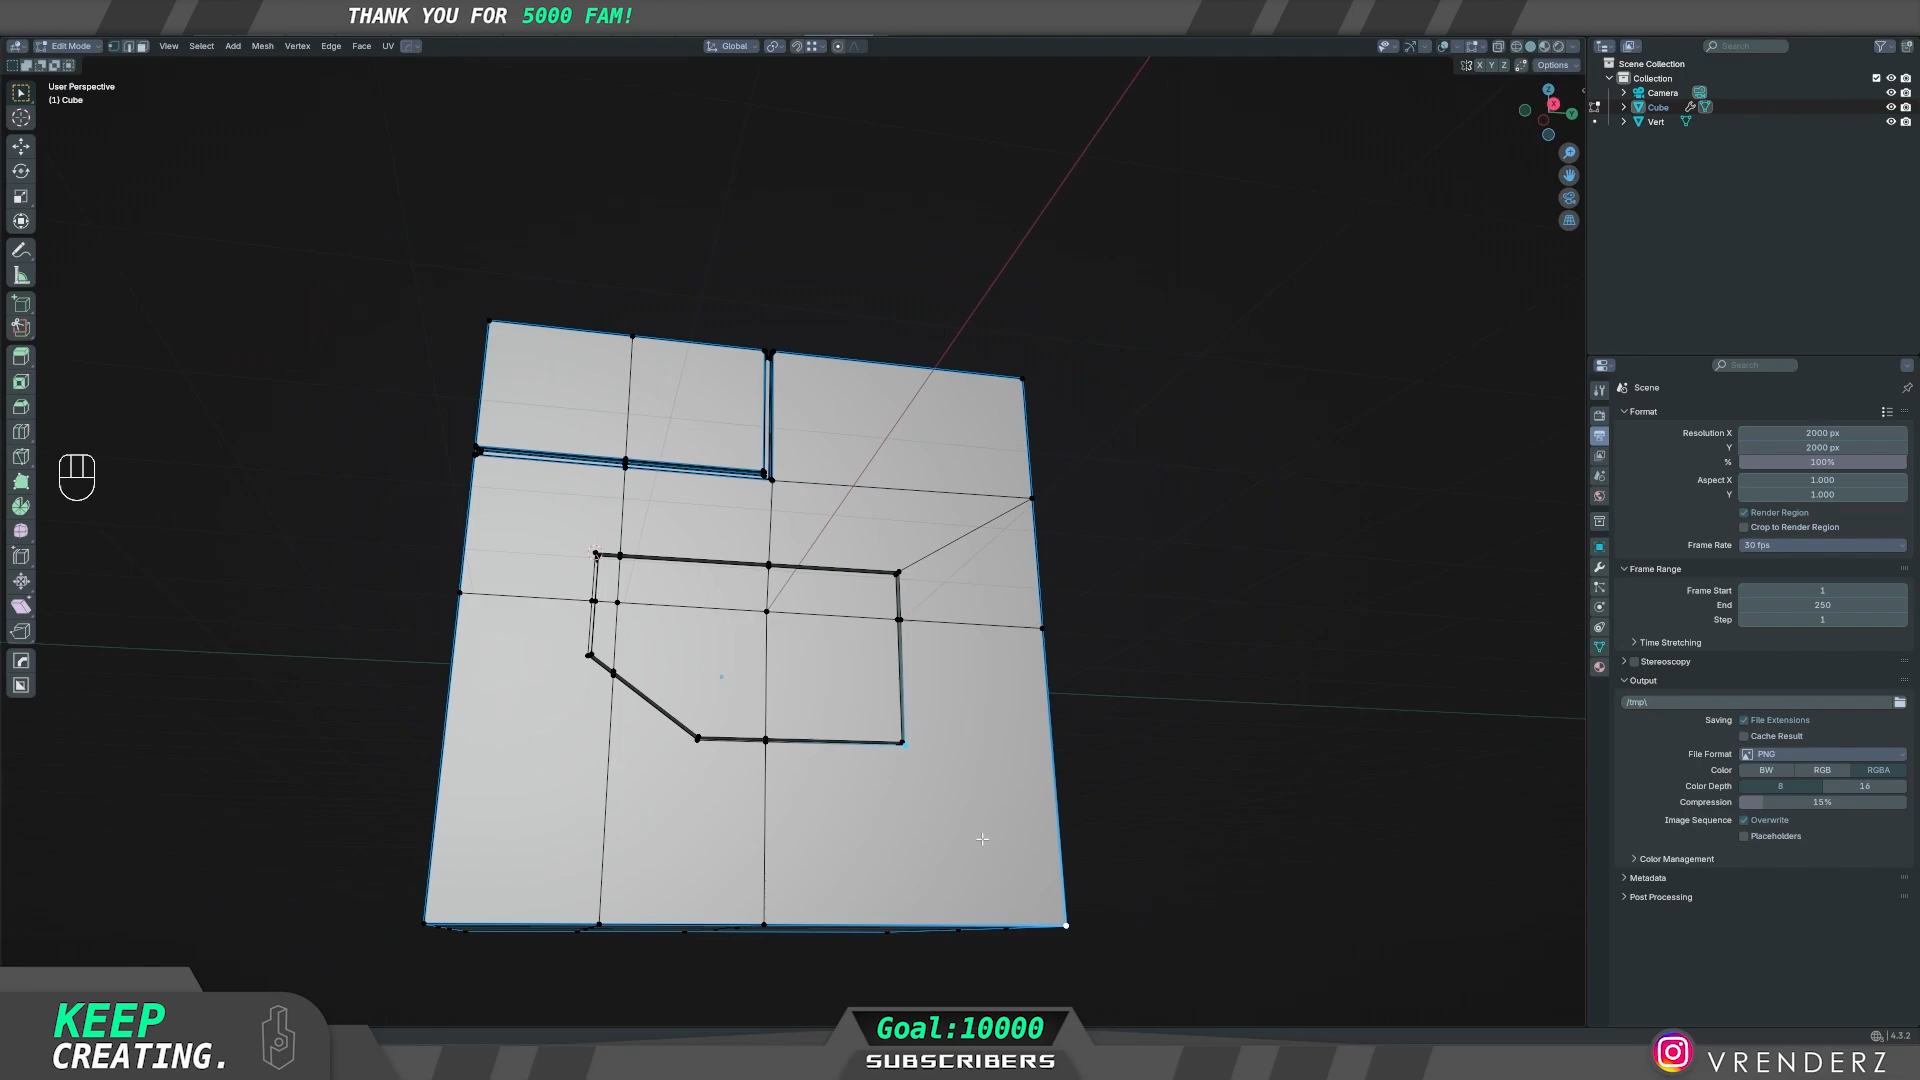 THANK YOU FOR 5000 FAM!
Edit Mode
View Select Add Mesh Vertex Edge Face UV
Global
Search
X Y Z
Options
User Perspective
(1) Cube
Z
X
Y
Scene Collection
Collection
Camera
Cube
Vert
Search
Scene
Format
Resolution X 2000 px
Y 2000 px
% 100%
Aspect X 1.000
Y 1.000
Render Region
Crop to Render Region
Frame Rate 30 fps
Frame Range
Frame Start 1
End 250
Step 1
Time Stretching
Stereoscopy
Output
/tmp\
Saving File Extensions
Cache Result
File Format PNG
Color BW RGB RGBA
Color Depth 8 16
Compression 15%
Image Sequence Overwrite
Placeholders
Color Management
Metadata
Post Processing
4.3.2
KEEP
CREATING.
Goal:10000
SUBSCRIBERS
VRENDERZ